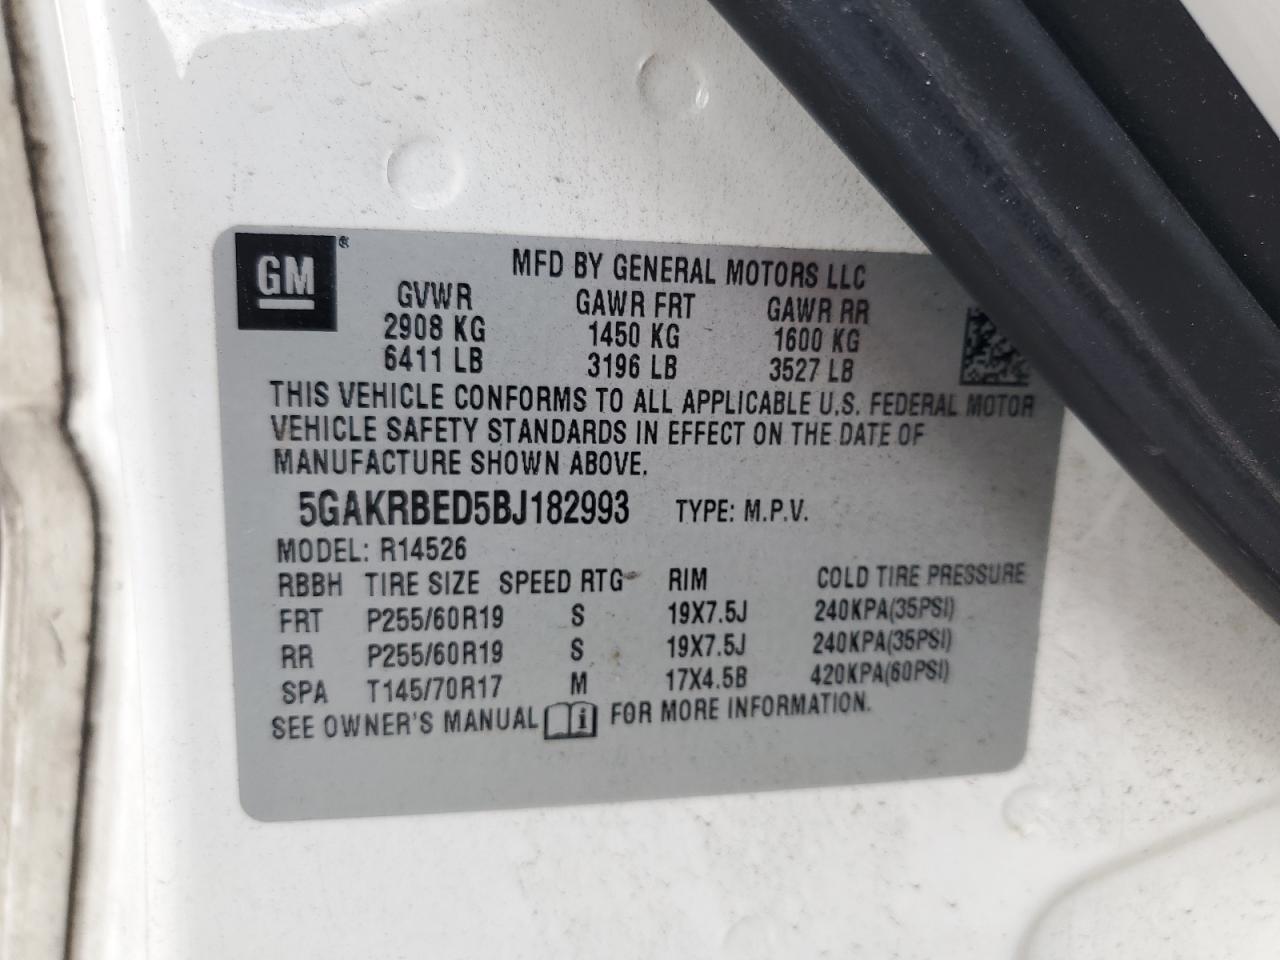 GM ®
MFD BY GENERAL MOTORS LLC
GVWR GAWR FRT GAWR RR
2908 KG 1450 KG 1600 KG
6411 LB 3196 LB 3527 LB
THIS VEHICLE CONFORMS TO ALL APPLICABLE U.S. FEDERAL MOTOR
VEHICLE SAFETY STANDARDS IN EFFECT ON THE DATE OF
MANUFACTURE SHOWN ABOVE.
5GAKRBED5BJ182993 TYPE: M.P.V.
MODEL: R14526
RBBH TIRE SIZE SPEED RTG RIM COLD TIRE PRESSURE
FRT P255/60R19 S 19X7.5J 240KPA(35PSI)
RR P255/60R19 S 19X7.5J 240KPA(35PSI)
SPA T145/70R17 M 17X4.5B 420KPA(60PSI)
SEE OWNER'S MANUAL i FOR MORE INFORMATION.